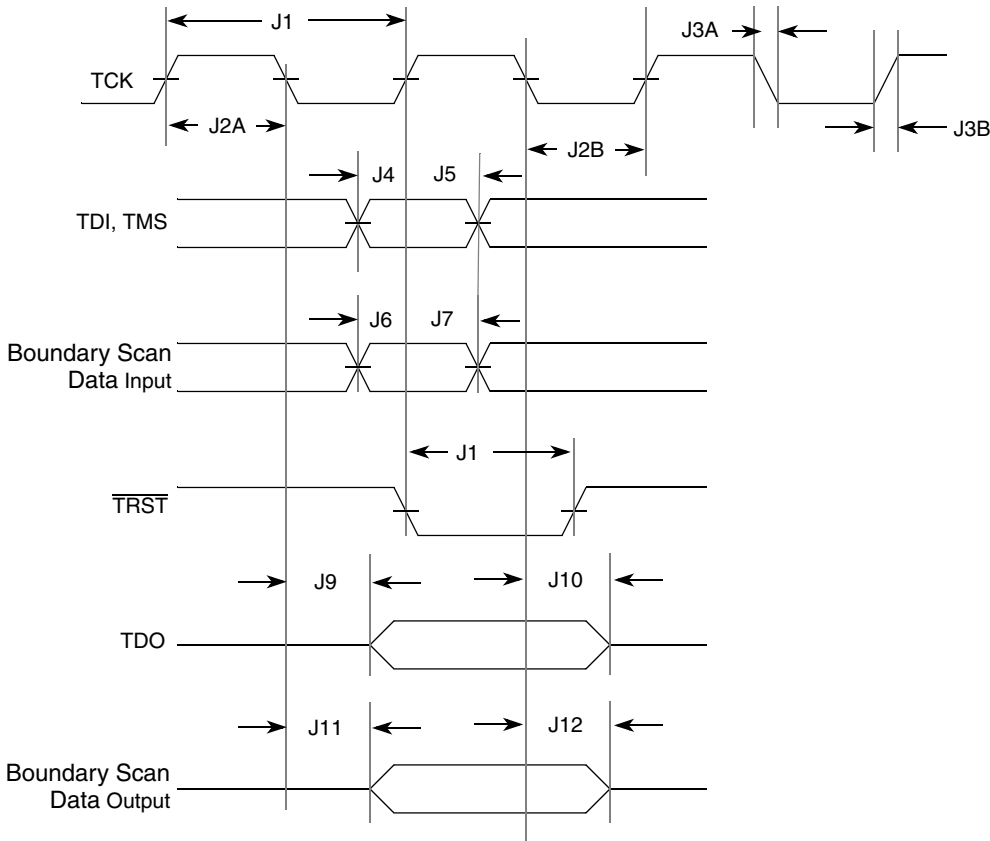 J1
J3A
TCK
J2A
J2B
J3B
J4
J5
TDI, TMS
J6
J7
Boundary Scan
Data Input
J1
TRST
J9
J10
TDO
J11
J12
Boundary Scan
Data Output